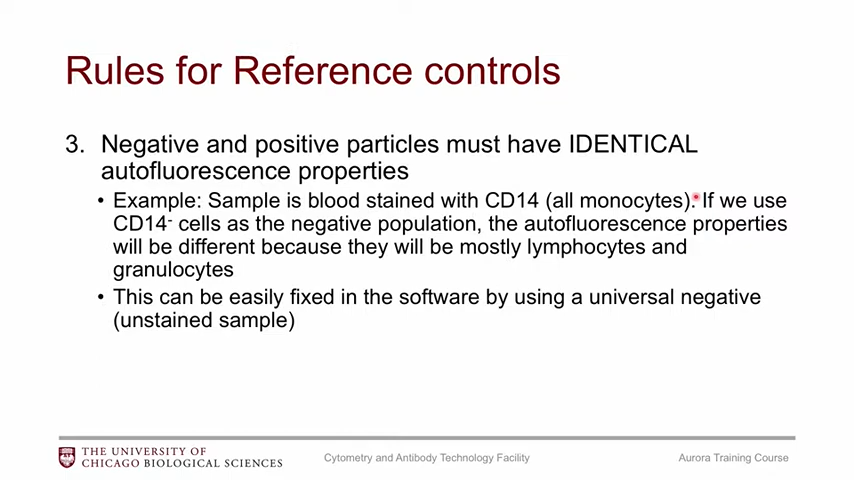 Rules for Reference controls
3. Negative and positive particles must have IDENTICAL
autofluorescence properties
• Example: Sample is blood stained with CD14 (all monocytes). If we use
CD14- cells as the negative population, the autofluorescence properties
will be different because they will be mostly lymphocytes and
granulocytes
• This can be easily fixed in the software by using a universal negative
(unstained sample)
THE UNIVERSITY OF
CHICAGO BIOLOGICAL SCIENCES
Cytometry and Antibody Technology Facility
Aurora Training Course